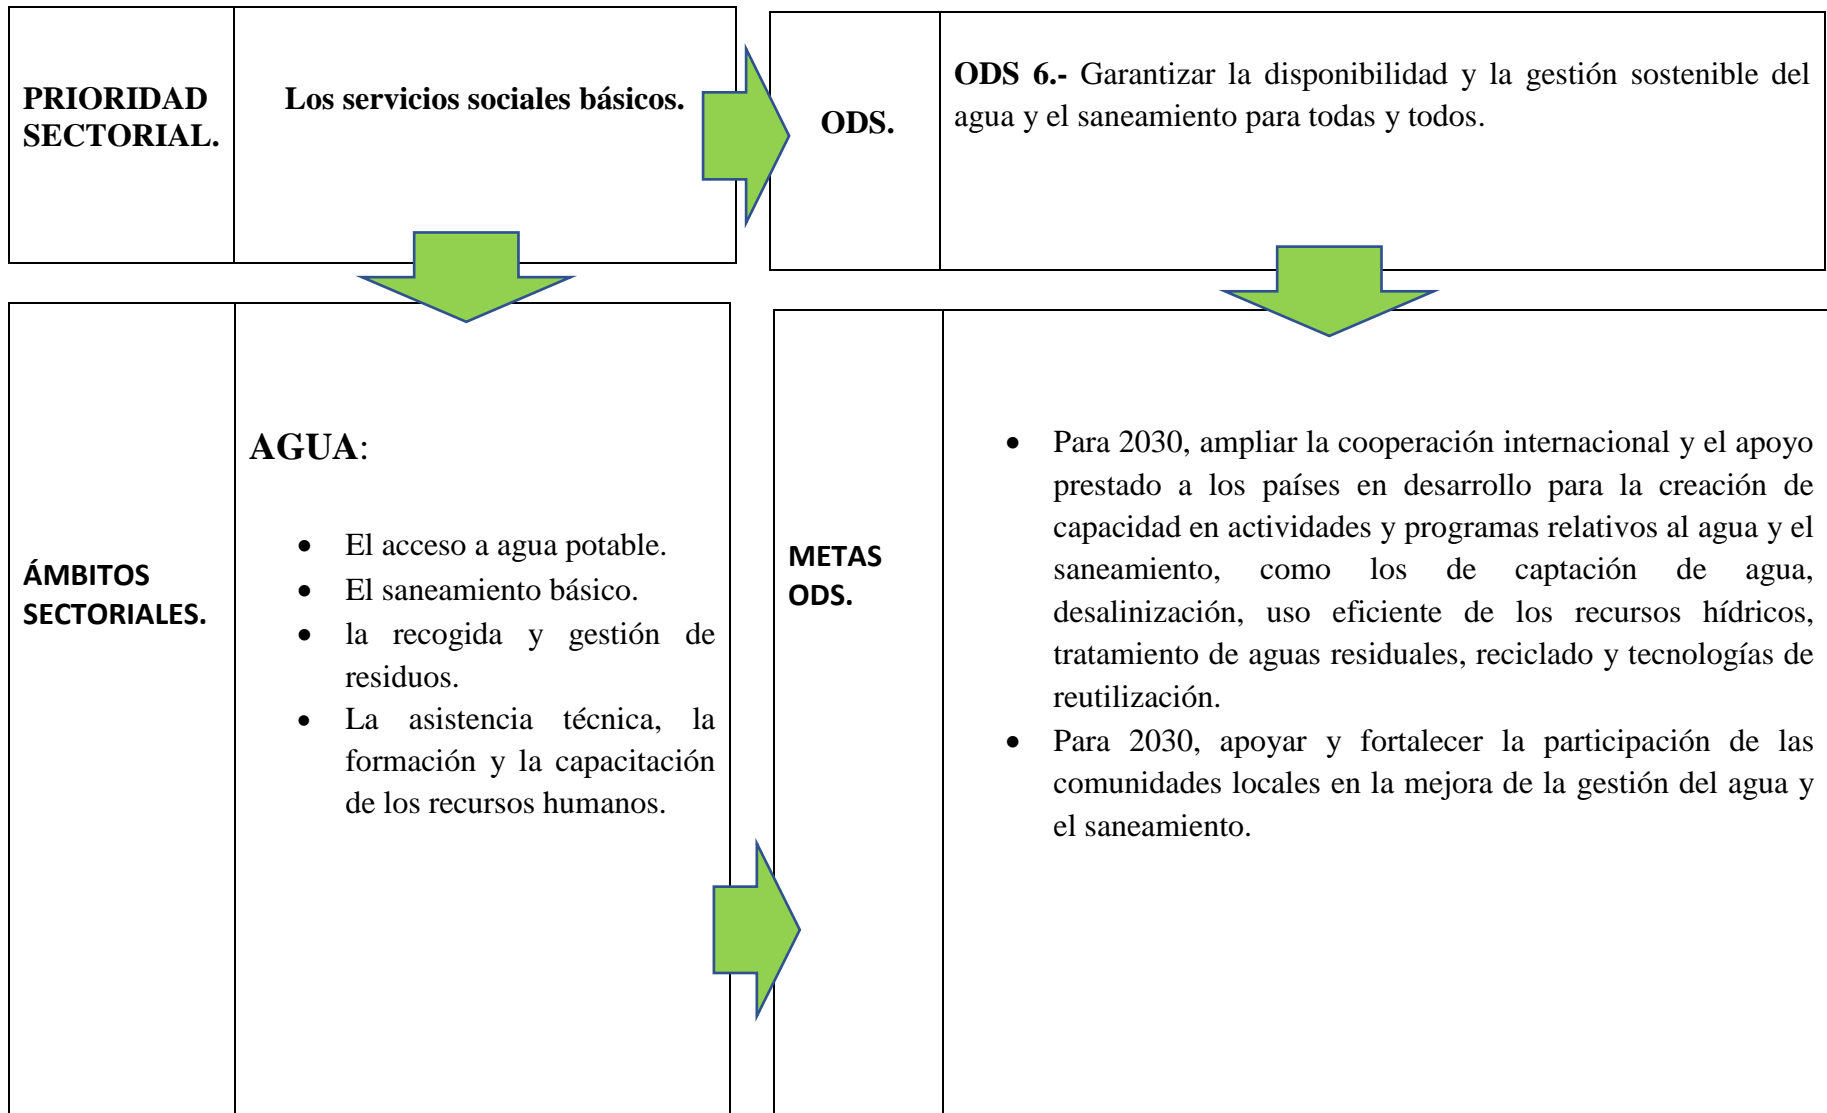 PRIORIDAD
SECTORIAL.
Los servicios sociales básicos.
ODS.
ODS 6.- Garantizar la disponibilidad y la gestión sostenible del
agua y el saneamiento para todas y todos.
ÁMBITOS
SECTORIALES.
AGUA:
• El acceso a agua potable.
• El saneamiento básico.
• la recogida y gestión de
residuos.
• La asistencia técnica, la
formación y la capacitación
de los recursos humanos.
METAS
ODS.
• Para 2030, ampliar la cooperación internacional y el apoyo
prestado a los países en desarrollo para la creación de
capacidad en actividades y programas relativos al agua y el
saneamiento, como los de captación de agua,
desalinización, uso eficiente de los recursos hídricos,
tratamiento de aguas residuales, reciclado y tecnologías de
reutilización.
• Para 2030, apoyar y fortalecer la participación de las
comunidades locales en la mejora de la gestión del agua y
el saneamiento.